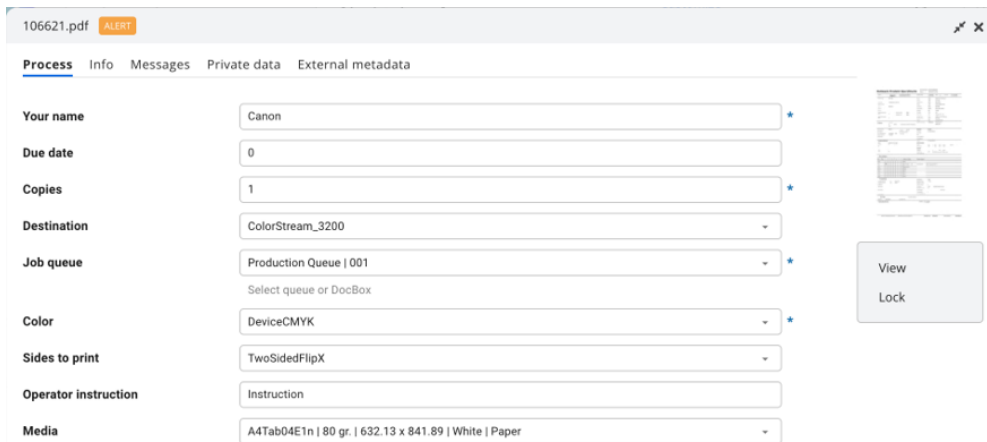 106621.pdf ALERT
Process Info Messages Private data External metadata
Your name Canon *
Due date 0
Copies 1 *
Destination ColorStream_3200
Job queue Production Queue | 001 *
Select queue or DocBox
Color DeviceCMYK *
Sides to print TwoSidedFlipX
Operator instruction Instruction
Media A4Tab04E1n | 80 gr. | 632.13 x 841.89 | White | Paper
View
Lock